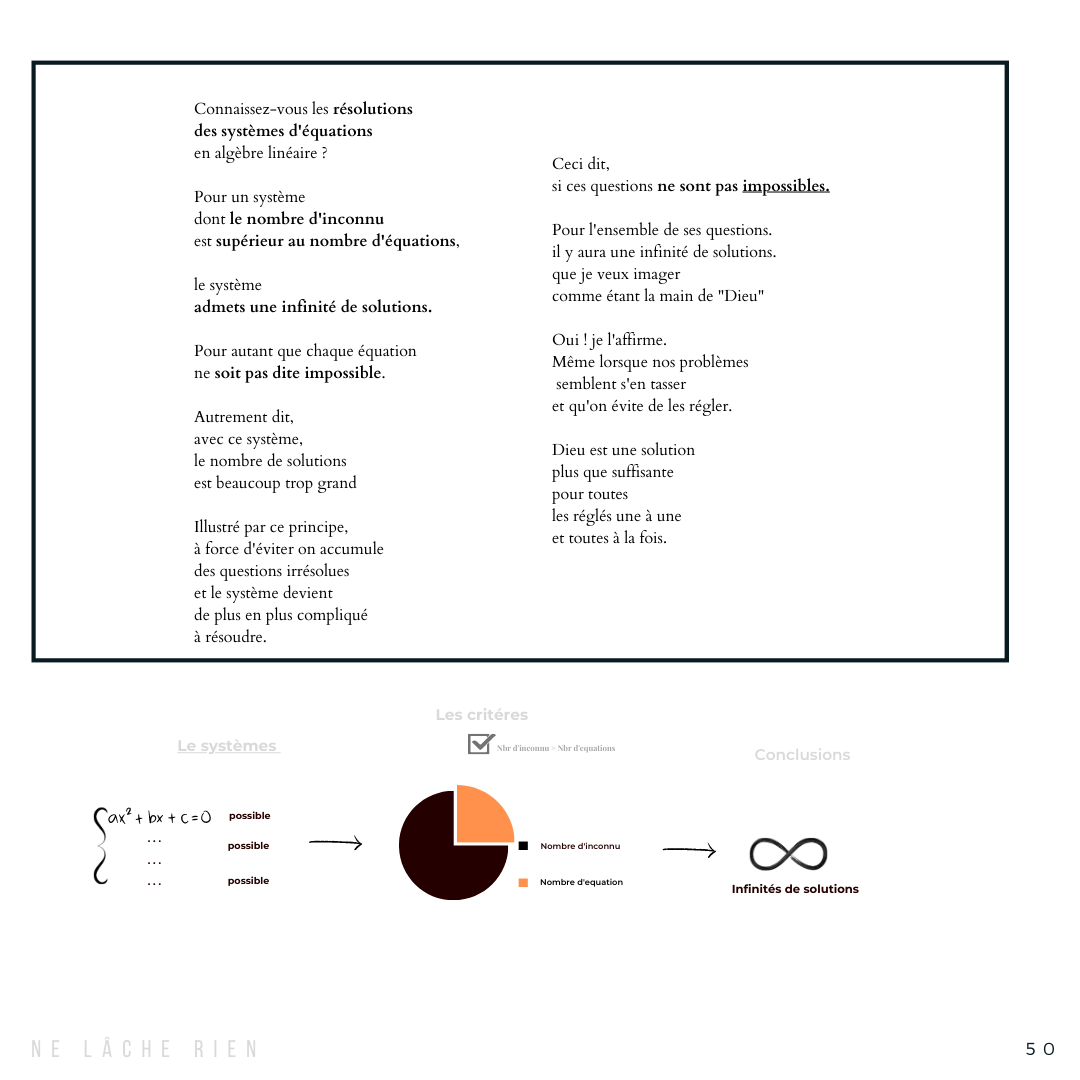 Connaissez-vous les résolutions
des systèmes d'équations
en algèbre linéaire ?
Pour un système
dont le nombre d'inconnu
est supérieur au nombre d'équations,
le système
admets une infinité de solutions.
Pour autant que chaque équation
ne soit pas dite impossible.
Autrement dit,
avec ce système,
le nombre de solutions
est beaucoup trop grand
Illustré par ce principe,
à force d'éviter on accumule
des questions irrésolues
et le système devient
de plus en plus compliqué
à résoudre.
Ceci dit,
si ces questions ne sont pas impossibles.
Pour l'ensemble de ses questions.
il y aura une infinité de solutions.
que je veux imager
comme étant la main de "Dieu"
Oui ! je l'affirme.
Même lorsque nos problèmes
semblent s'en tasser
et qu'on évite de les régler.
Dieu est une solution
plus que suffisante
pour toutes
les réglés une à une
et toutes à la fois.
Le systèmes
ax² + bx + c = 0 possible
... possible
...
... possible
Les critéres
Nbr d'inconnu > Nbr d'equations
Nombre d'inconnu
Nombre d'equation
Conclusions
Infinités de solutions
NE LÂCHE RIEN
50